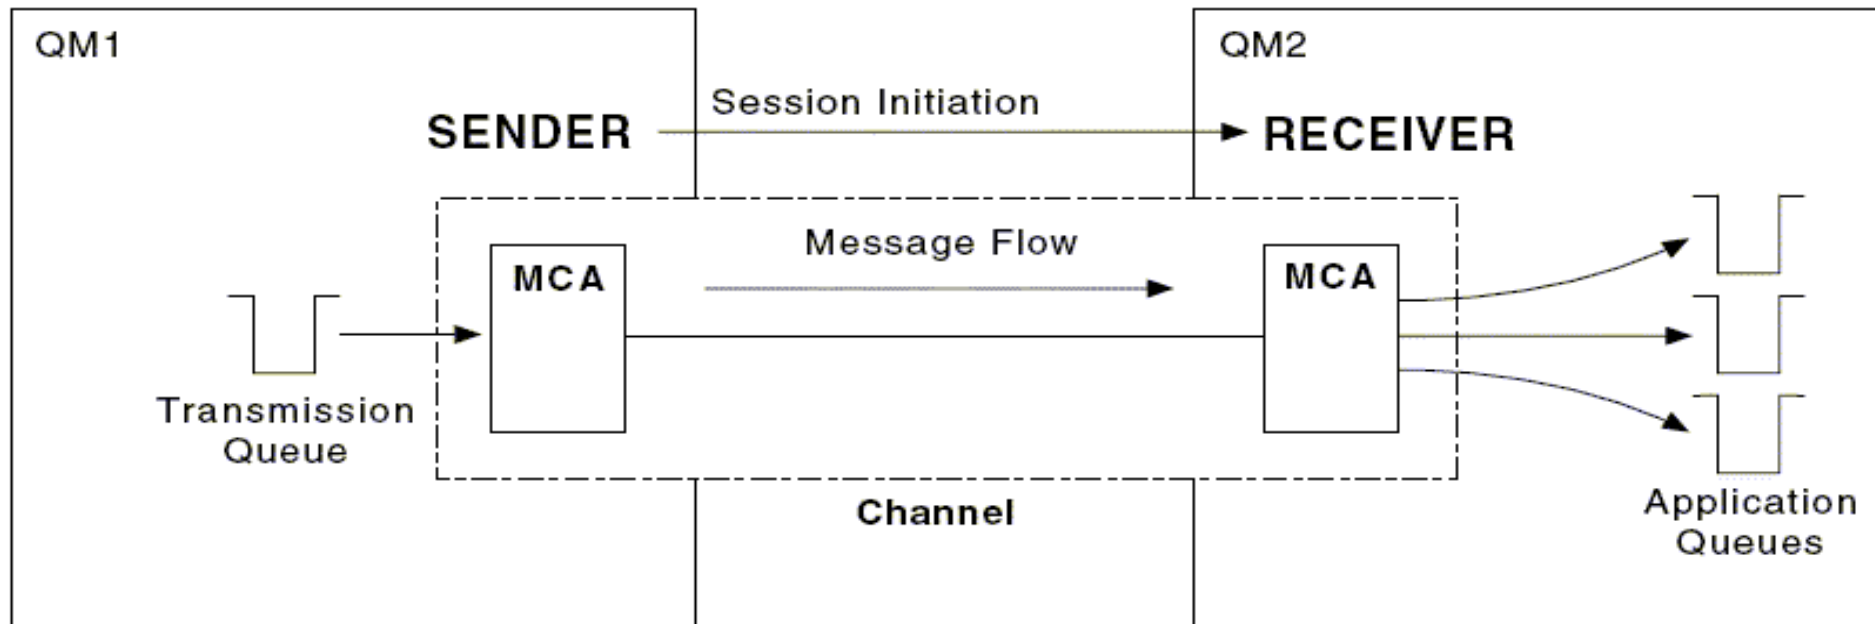 QM1
QM2
Session Initiation
SENDER
RECEIVER
Message Flow
MCA
MCA
Transmission
Queue
Channel
Application
Queues